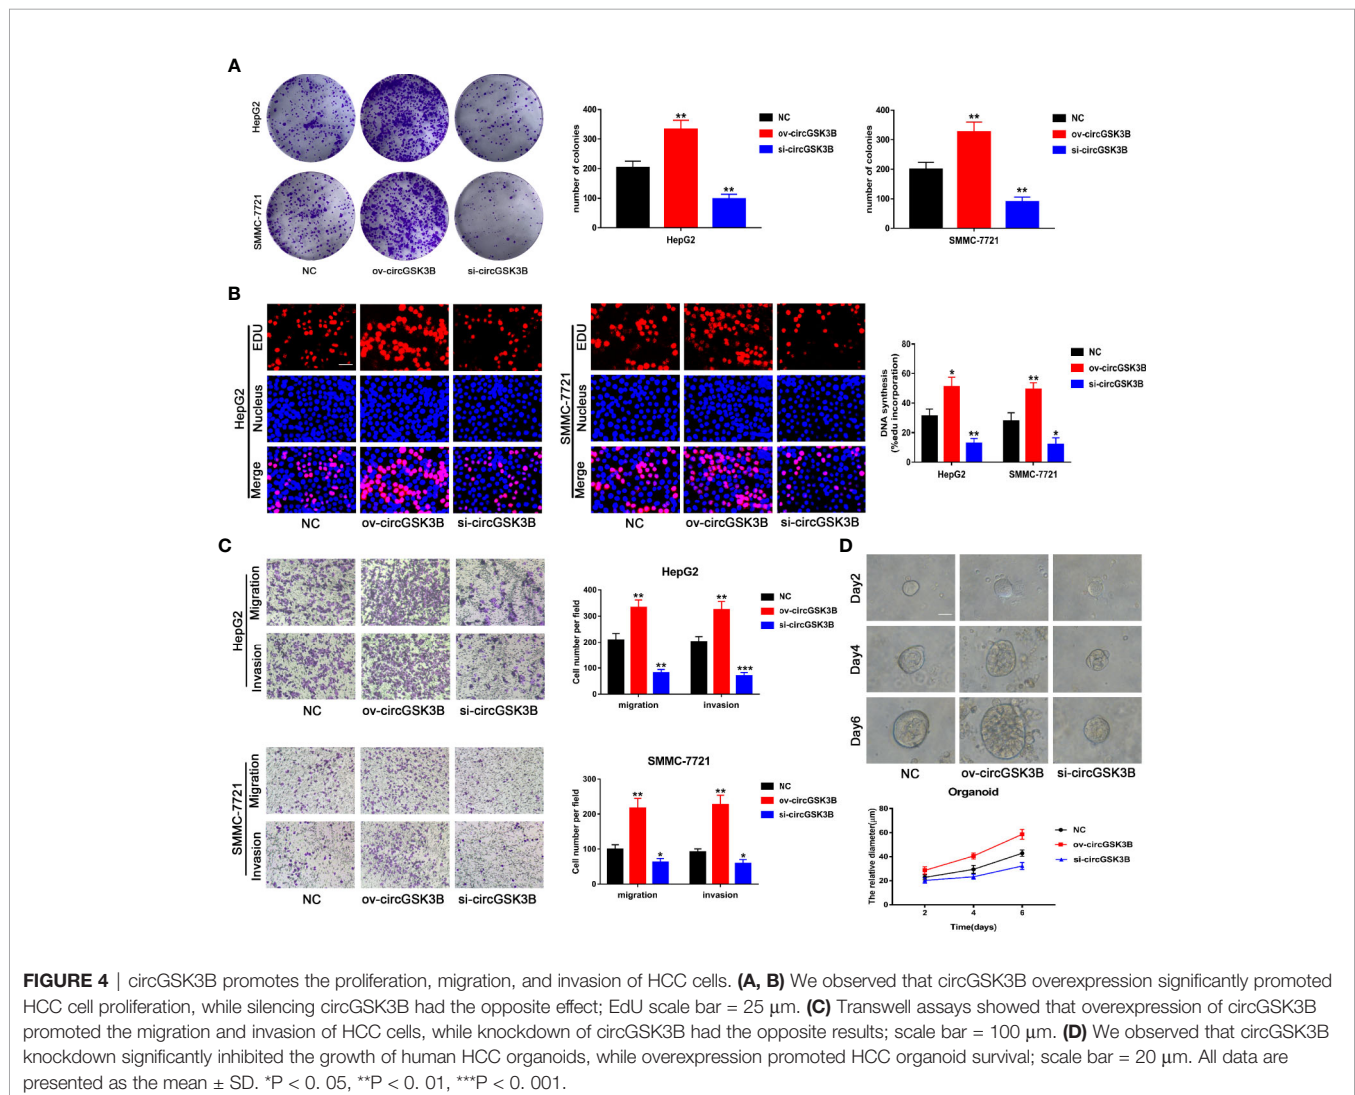 A
HepG2
SMMC-7721
NC ov-circGSK3B si-circGSK3B
number of colonies
400
300
200
100
0
**
**
HepG2
NC
ov-circGSK3B
si-circGSK3B
number of colonies
400
300
200
100
0
**
**
SMMC-7721
NC
ov-circGSK3B
si-circGSK3B
B
HepG2
EDU
Nucleus
Merge
NC ov-circGSK3B si-circGSK3B
SMMC-7721
EDU
Nucleus
Merge
NC ov-circGSK3B si-circGSK3B
DNA synthesis
(%edu incorporation)
80
60
40
20
0
*
**
**
*
HepG2 SMMC-7721
NC
ov-circGSK3B
si-circGSK3B
C
HepG2
Migration
Invasion
NC ov-circGSK3B si-circGSK3B
HepG2
Cell number per field
400
300
200
100
0
**
**
**
***
migration invasion
NC
ov-circGSK3B
si-circGSK3B
SMMC-7721
Migration
Invasion
NC ov-circGSK3B si-circGSK3B
SMMC-7721
Cell number per field
300
200
100
0
**
*
**
*
migration invasion
NC
ov-circGSK3B
si-circGSK3B
D
Day2
Day4
Day6
NC ov-circGSK3B si-circGSK3B
Organoid
The relative diameter(μm)
80
60
40
20
0
2 4 6
Time(days)
NC
ov-circGSK3B
si-circGSK3B
FIGURE 4 | circGSK3B promotes the proliferation, migration, and invasion of HCC cells. (A, B) We observed that circGSK3B overexpression significantly promoted
HCC cell proliferation, while silencing circGSK3B had the opposite effect; EdU scale bar = 25 μm. (C) Transwell assays showed that overexpression of circGSK3B
promoted the migration and invasion of HCC cells, while knockdown of circGSK3B had the opposite results; scale bar = 100 μm. (D) We observed that circGSK3B
knockdown significantly inhibited the growth of human HCC organoids, while overexpression promoted HCC organoid survival; scale bar = 20 μm. All data are
presented as the mean ± SD. *P < 0. 05, **P < 0. 01, ***P < 0. 001.